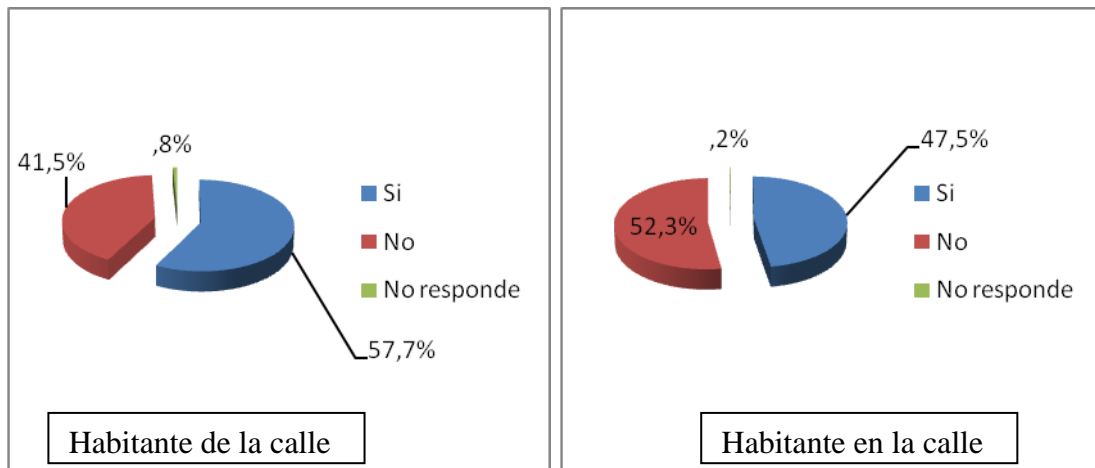 ,8%
41,5%
Si
No
No responde
57,7%
Habitante de la calle
,2%
47,5%
Si
52,3%
No
No responde
Habitante en la calle